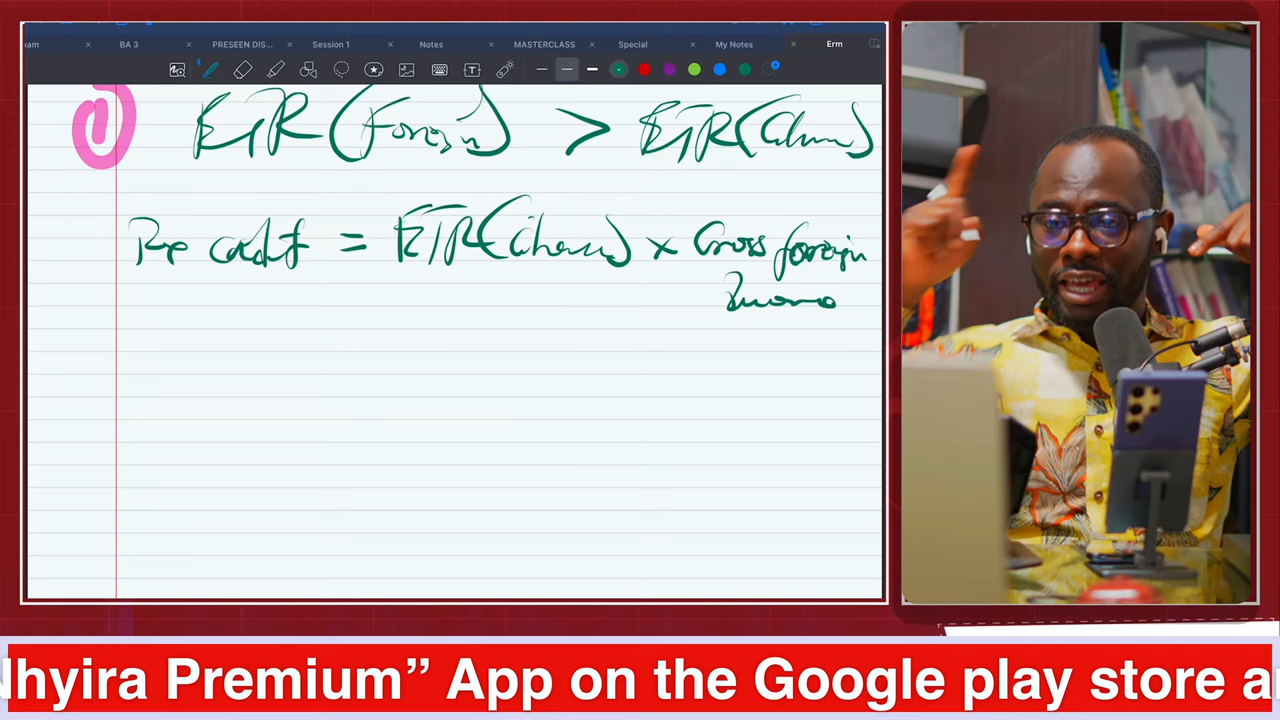 am BA 3 PRESEEN DIS... Session 1 Notes MASTERCLASS Special My Notes Erm
① ETR (Foreign) > ETR (Ghana)
Tax credit = ETR (Ghana) x Gross foreign
Income
hyira Premium” App on the Google play store a